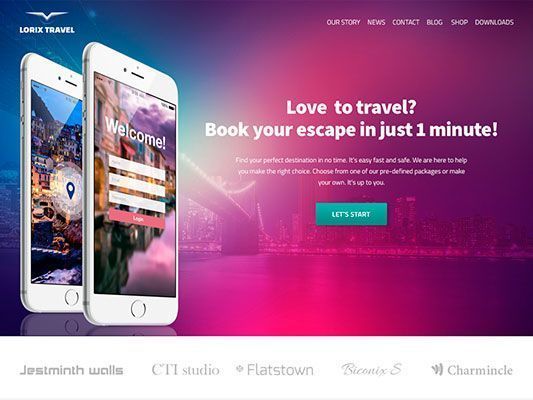 LORIX TRAVEL
OUR STORY NEWS CONTACT BLOG SHOP DOWNLOADS
Welcome!
Login
Love to travel?
Book your escape in just 1 minute!
Find your perfect destination in no time. It's easy fast and safe. We are here to help
you make the right choice. Choose from one of our pre-defined packages or make
your own. It's up to you.
LET'S START
Jestminth walls
CTI studio
Flatstown
Biconix S
Charmincle